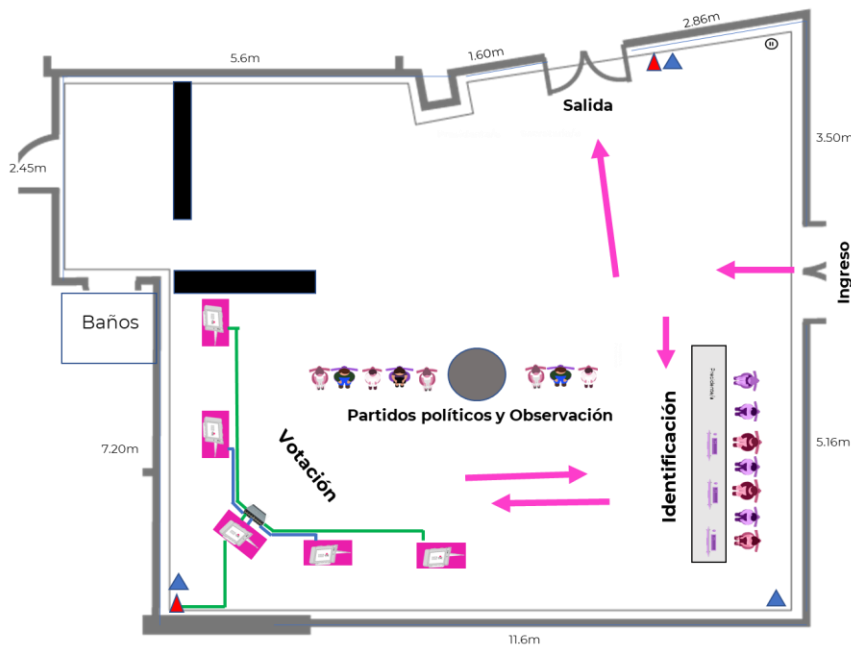 2.86m
5.6m
1.60m
Salida
3.50m
2.45m
Ingreso
Baños
Partidos políticos y Observación
Identificación
5.16m
7.20m
Votación
11.6m